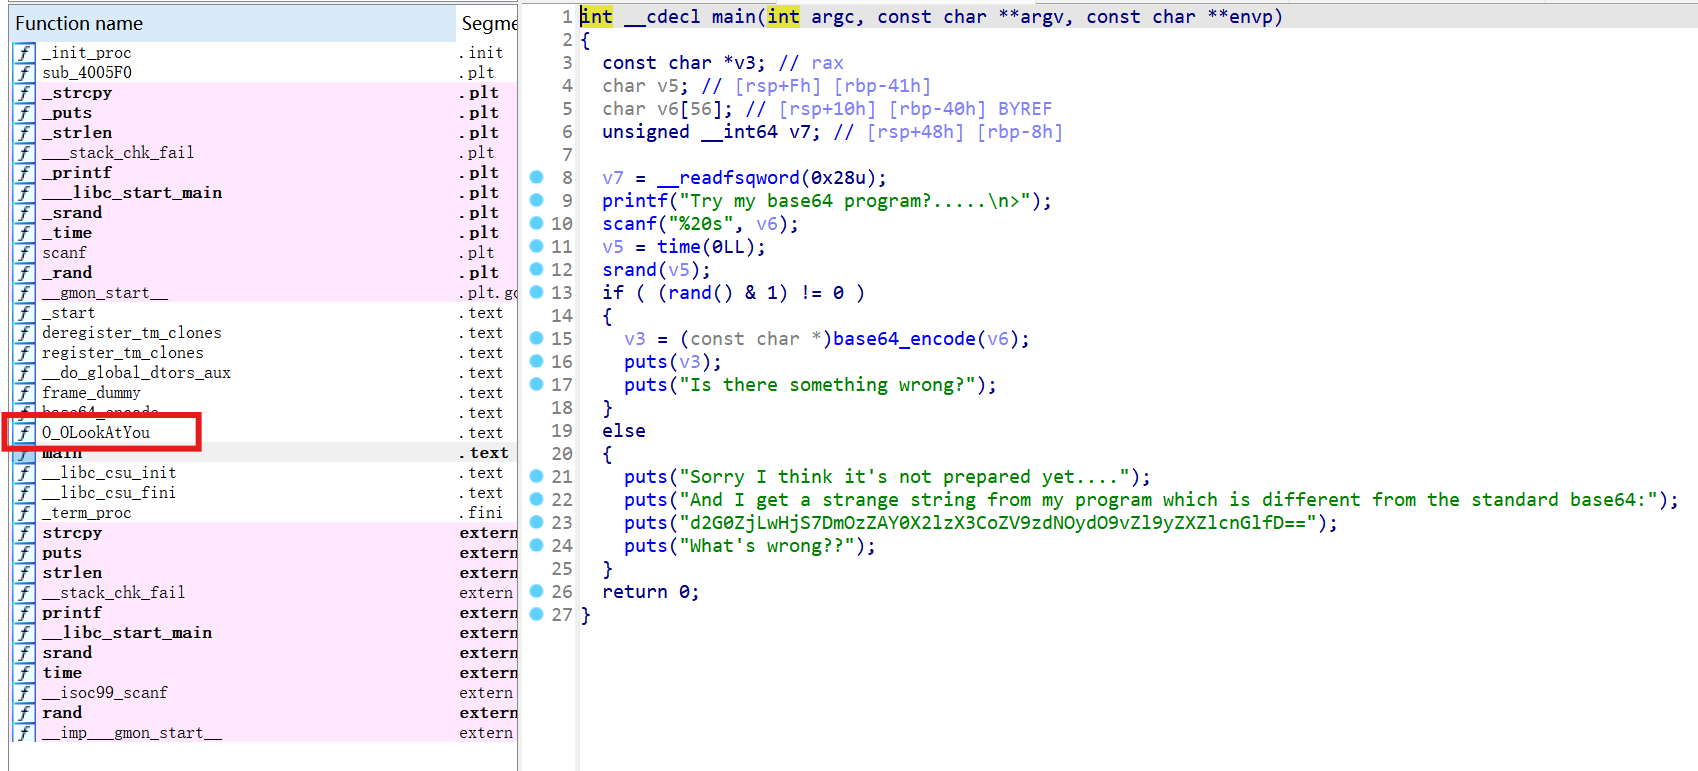 Function name Segme
f _init_proc .init
f sub_4005F0 .plt
f _strcpy .plt
f _puts .plt
f _strlen .plt
f ___stack_chk_fail .plt
f _printf .plt
f ___libc_start_main .plt
f _srand .plt
f _time .plt
f scanf .plt
f _rand .plt
f __gmon_start__ .plt.gc
f _start .text
f deregister_tm_clones .text
f register_tm_clones .text
f __do_global_dtors_aux .text
f frame_dummy .text
f base64_encode .text
f O_OLookAtYou .text
f main .text
f __libc_csu_init .text
f __libc_csu_fini .text
f _term_proc .fini
f strcpy extern
f puts extern
f strlen extern
f __stack_chk_fail extern
f printf extern
f __libc_start_main extern
f srand extern
f time extern
f __isoc99_scanf extern
f rand extern
f __imp___gmon_start__ extern
1 int __cdecl main(int argc, const char **argv, const char **envp)
2 {
3 const char *v3; // rax
4 char v5; // [rsp+Fh] [rbp-41h]
5 char v6[56]; // [rsp+10h] [rbp-40h] BYREF
6 unsigned __int64 v7; // [rsp+48h] [rbp-8h]
7
8 v7 = __readfsqword(0x28u);
9 printf("Try my base64 program?.....\n>");
10 scanf("%20s", v6);
11 v5 = time(0LL);
12 srand(v5);
13 if ( (rand() & 1) != 0 )
14 {
15 v3 = (const char *)base64_encode(v6);
16 puts(v3);
17 puts("Is there something wrong?");
18 }
19 else
20 {
21 puts("Sorry I think it's not prepared yet....");
22 puts("And I get a strange string from my program which is different from the standard base64:");
23 puts("d2G0ZjLwHjS7DmOzZAY0X2lzX3CoZV9zdNOydO9vZl9yZXZlcnGlfD==");
24 puts("What's wrong??");
25 }
26 return 0;
27 }